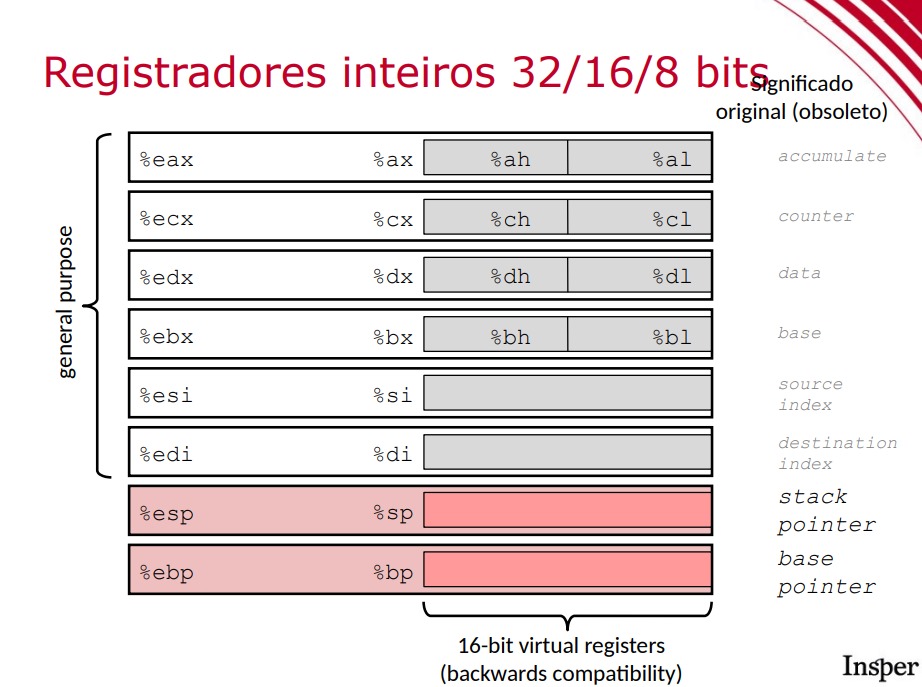 Registradores inteiros 32/16/8 bits
Significado
original (obsoleto)
general purpose
%eax %ax %ah %al accumulate
%ecx %cx %ch %cl counter
%edx %dx %dh %dl data
%ebx %bx %bh %bl base
%esi %si source
index
%edi %di destination
index
%esp %sp stack
pointer
%ebp %bp base
pointer
16-bit virtual registers
(backwards compatibility)
Insper